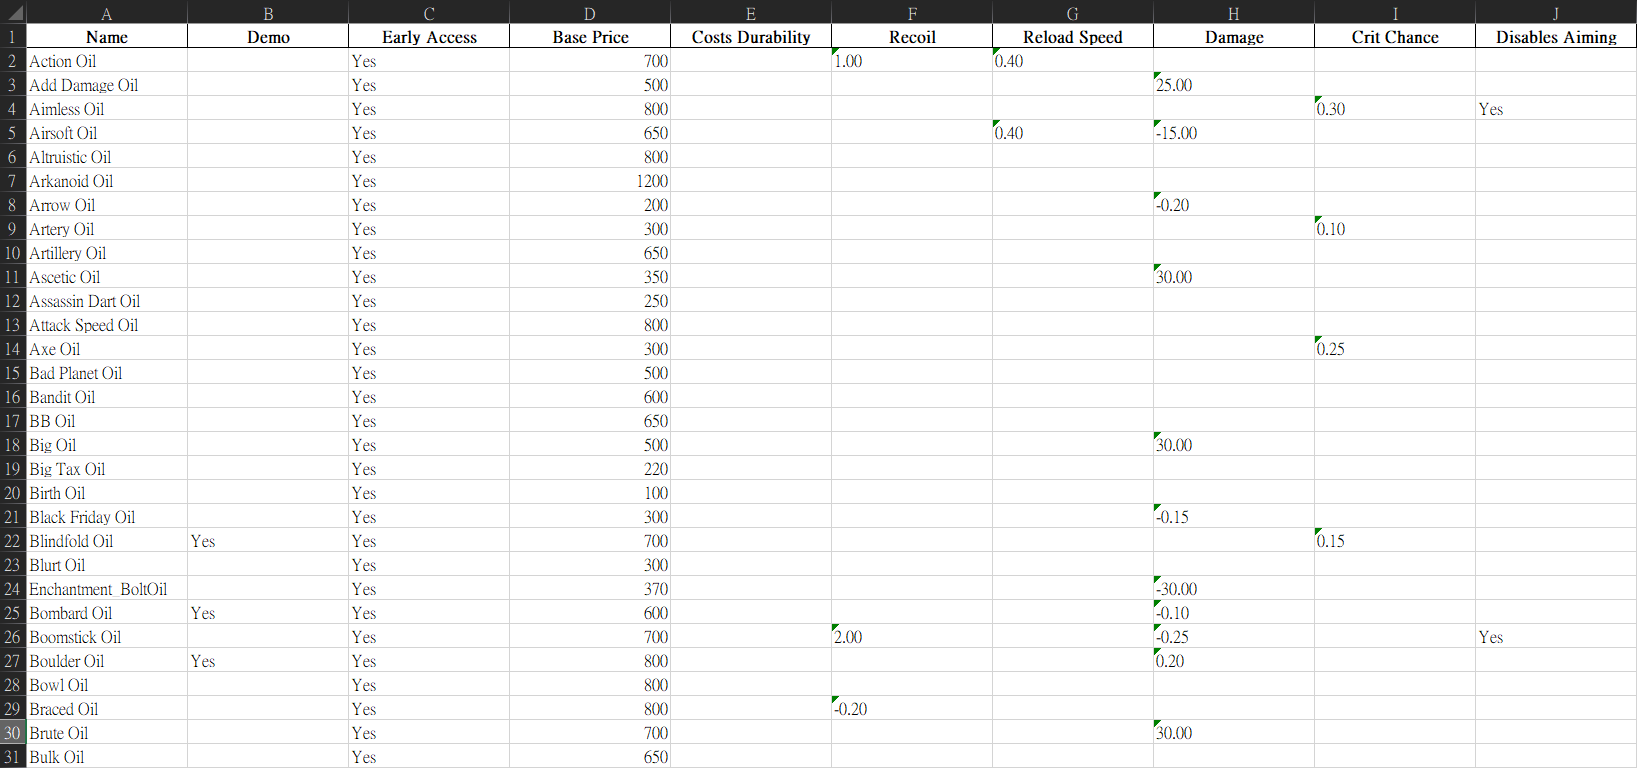 A B C D E F G H I J
1 Name Demo Early Access Base Price Costs Durability Recoil Reload Speed Damage Crit Chance Disables Aiming
2 Action Oil Yes 700 1.00 0.40
3 Add Damage Oil Yes 500 25.00
4 Aimless Oil Yes 800 0.30 Yes
5 Airsoft Oil Yes 650 0.40 -15.00
6 Altruistic Oil Yes 800
7 Arkanoid Oil Yes 1200
8 Arrow Oil Yes 200 -0.20
9 Artery Oil Yes 300 0.10
10 Artillery Oil Yes 650
11 Ascetic Oil Yes 350 30.00
12 Assassin Dart Oil Yes 250
13 Attack Speed Oil Yes 800
14 Axe Oil Yes 300 0.25
15 Bad Planet Oil Yes 500
16 Bandit Oil Yes 600
17 BB Oil Yes 650
18 Big Oil Yes 500 30.00
19 Big Tax Oil Yes 220
20 Birth Oil Yes 100
21 Black Friday Oil Yes 300 -0.15
22 Blindfold Oil Yes Yes 700 0.15
23 Blurt Oil Yes 300
24 Enchantment_BoltOil Yes 370 -30.00
25 Bombard Oil Yes Yes 600 -0.10
26 Boomstick Oil Yes 700 2.00 -0.25 Yes
27 Boulder Oil Yes Yes 800 0.20
28 Bowl Oil Yes 800
29 Braced Oil Yes 800 -0.20
30 Brute Oil Yes 700 30.00
31 Bulk Oil Yes 650